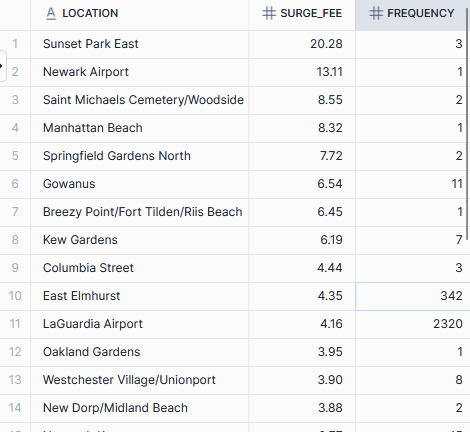 A LOCATION # SURGE_FEE # FREQUENCY
1 Sunset Park East 20.28 3
2 Newark Airport 13.11 1
3 Saint Michaels Cemetery/Woodside 8.55 2
4 Manhattan Beach 8.32 1
5 Springfield Gardens North 7.72 2
6 Gowanus 6.54 11
7 Breezy Point/Fort Tilden/Riis Beach 6.45 1
8 Kew Gardens 6.19 7
9 Columbia Street 4.44 3
10 East Elmhurst 4.35 342
11 LaGuardia Airport 4.16 2320
12 Oakland Gardens 3.95 1
13 Westchester Village/Unionport 3.90 8
14 New Dorp/Midland Beach 3.88 2